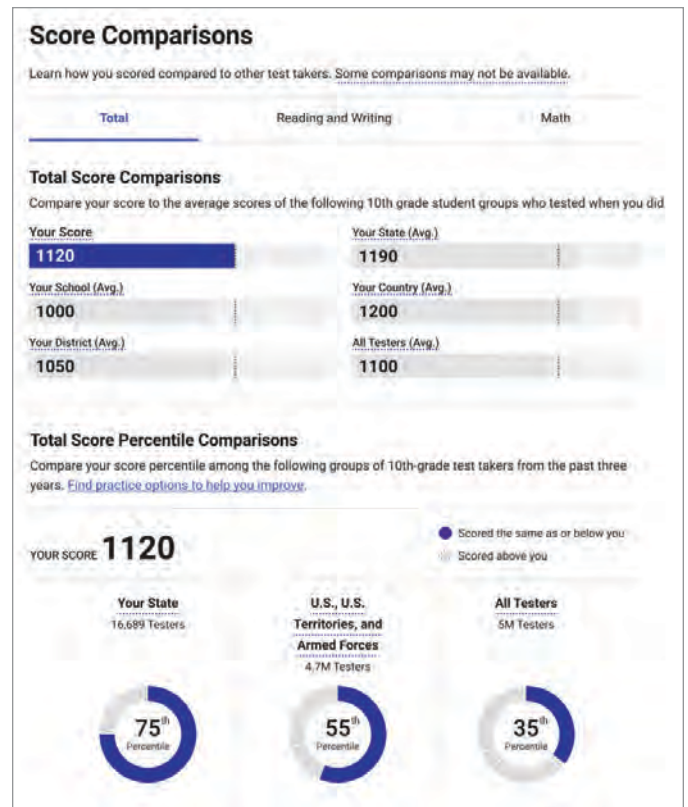 Score Comparisons
Learn how you scored compared to other test takers. Some comparisons may not be available.
Total
Reading and Writing
Math
Total Score Comparisons
Compare your score to the average scores of the following 10th grade student groups who tested when you did
Your Score
1120
Your State (Avg.)
1190
Your School (Avg.)
1000
Your Country (Avg.)
1200
Your District (Avg.)
1050
All Testers (Avg.)
1100
Total Score Percentile Comparisons
Compare your score percentile among the following groups of 10th-grade test takers from the past three
years. Find practice options to help you improve.
YOUR SCORE 1120
Scored the same as or below you
Scored above you
Your State
16,689 Testers
U.S., U.S.
Territories, and
Armed Forces
4.7M Testers
All Testers
5M Testers
75th
Percentile
55th
Percentile
35th
Percentile